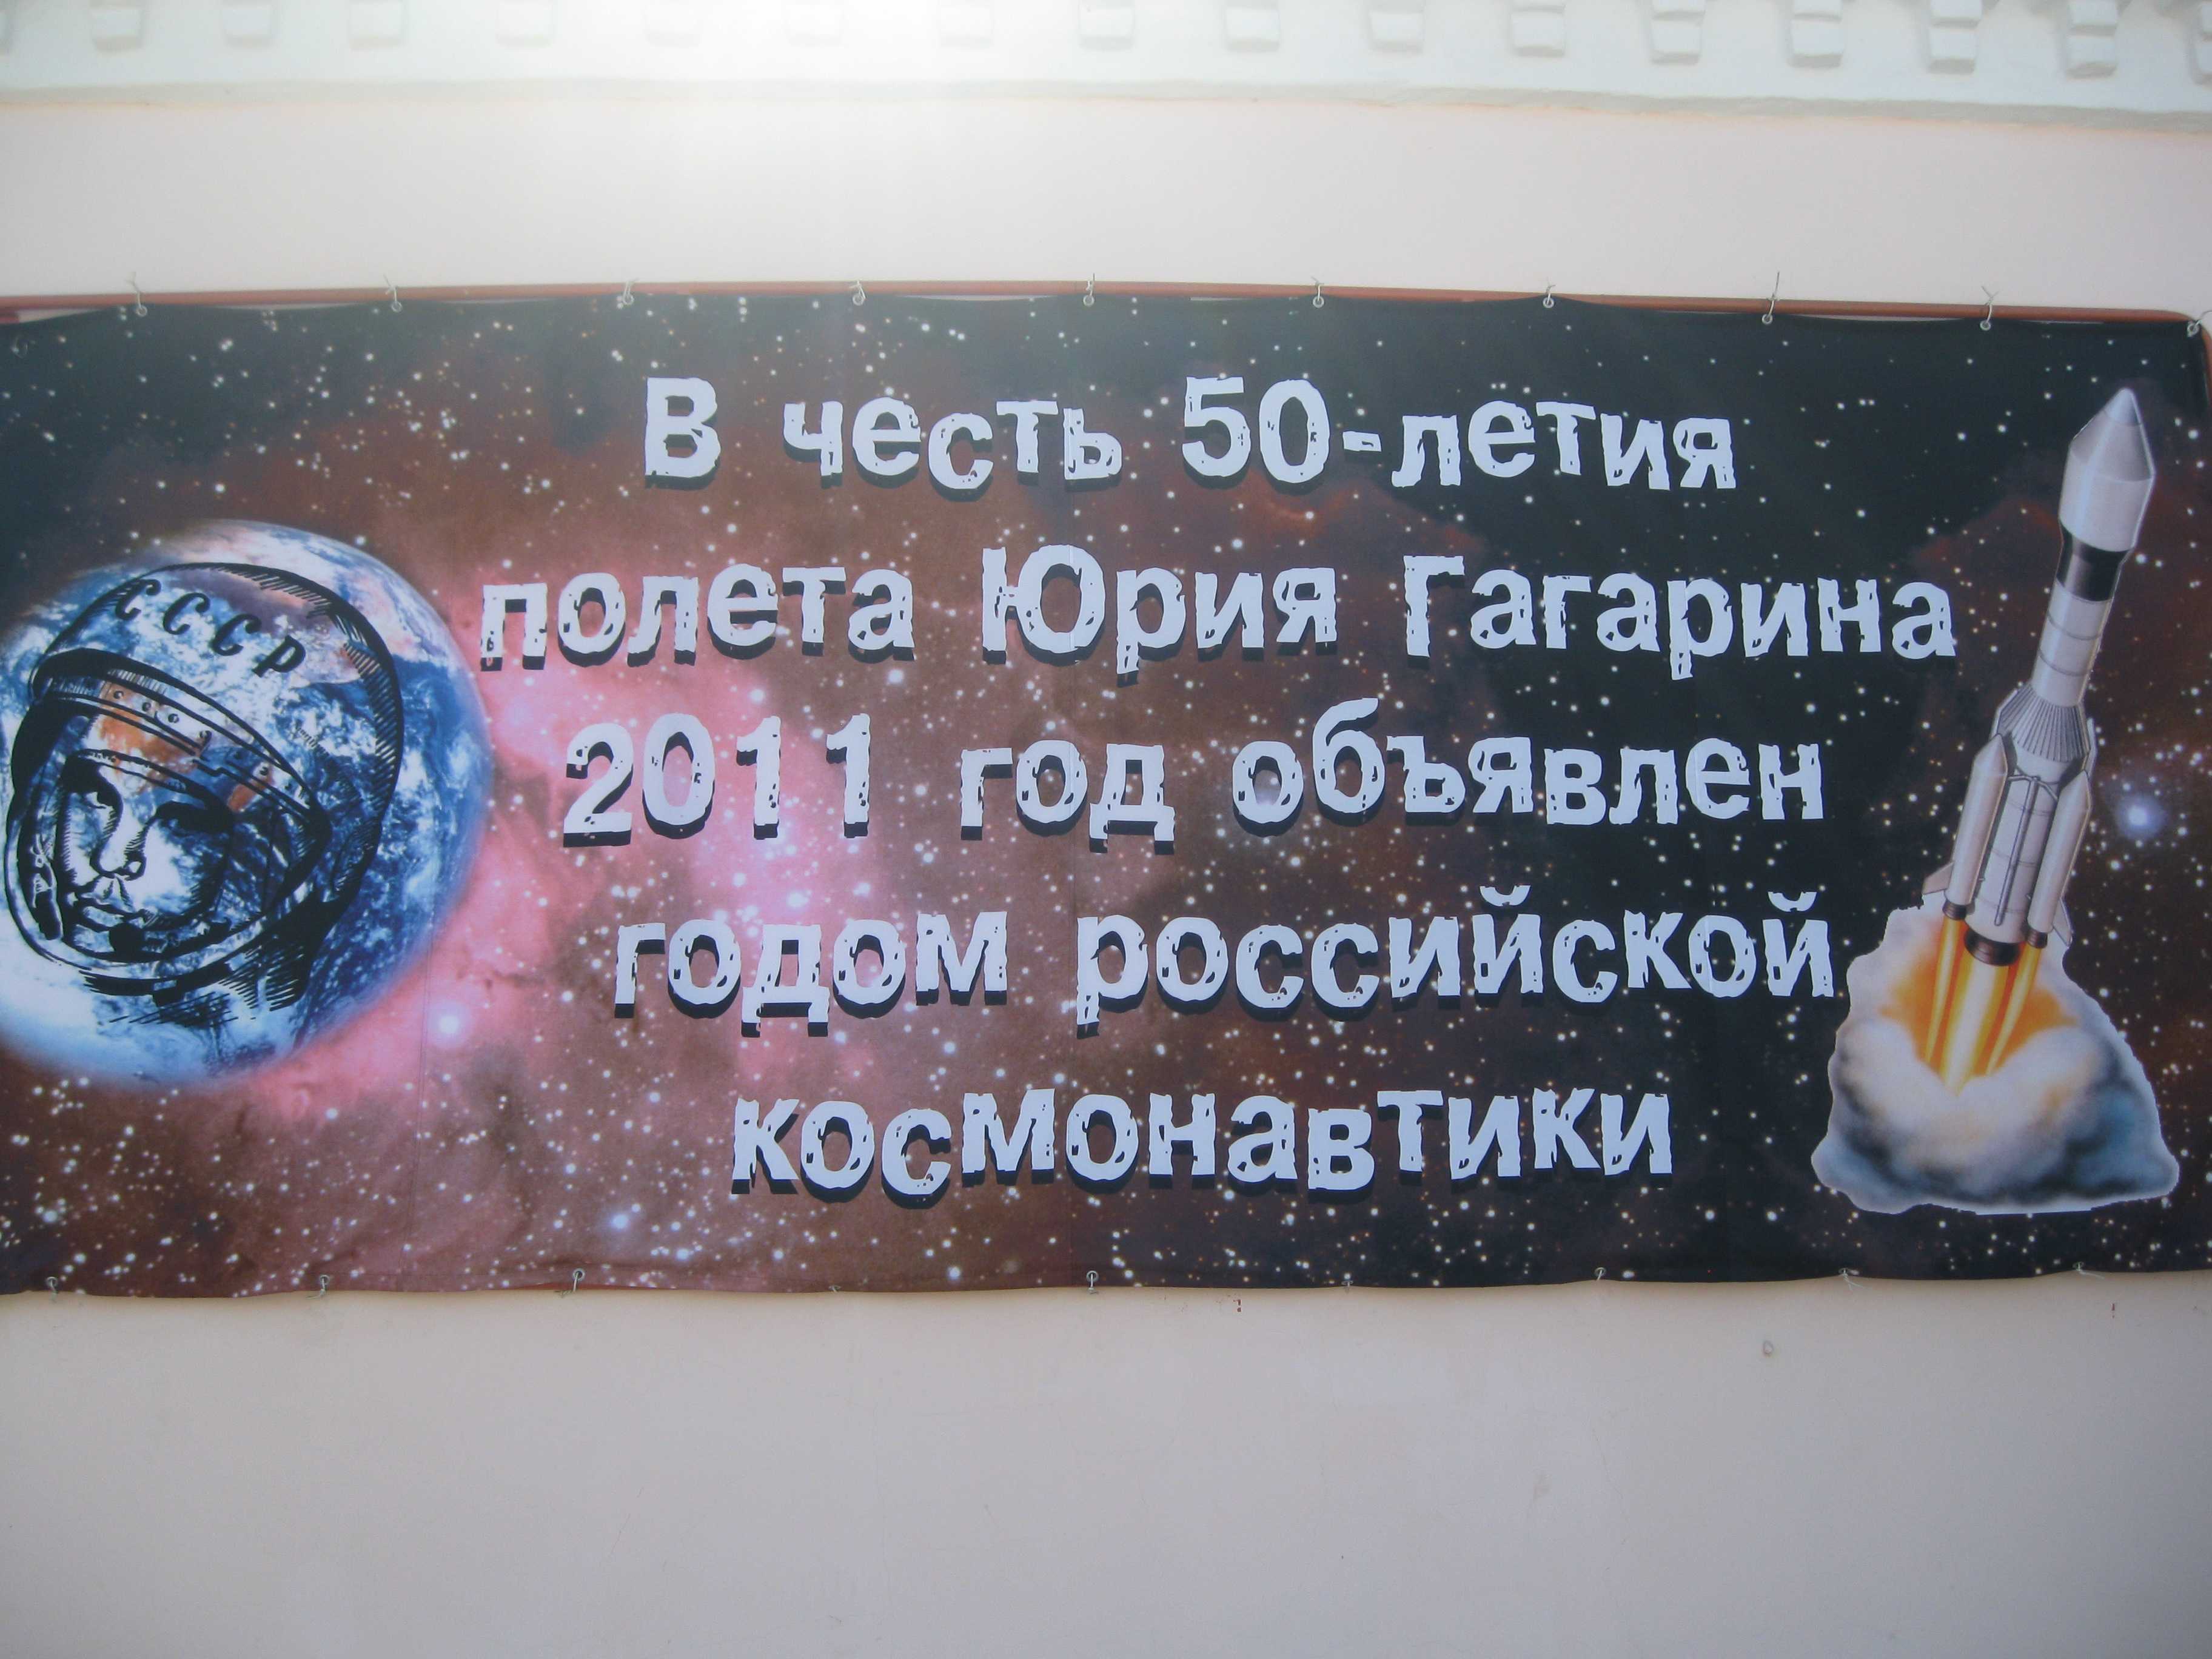 В честь 50-летия
полета Юрия Гагарина
2011 год объявлен
годом российской
космонавтики
СССР